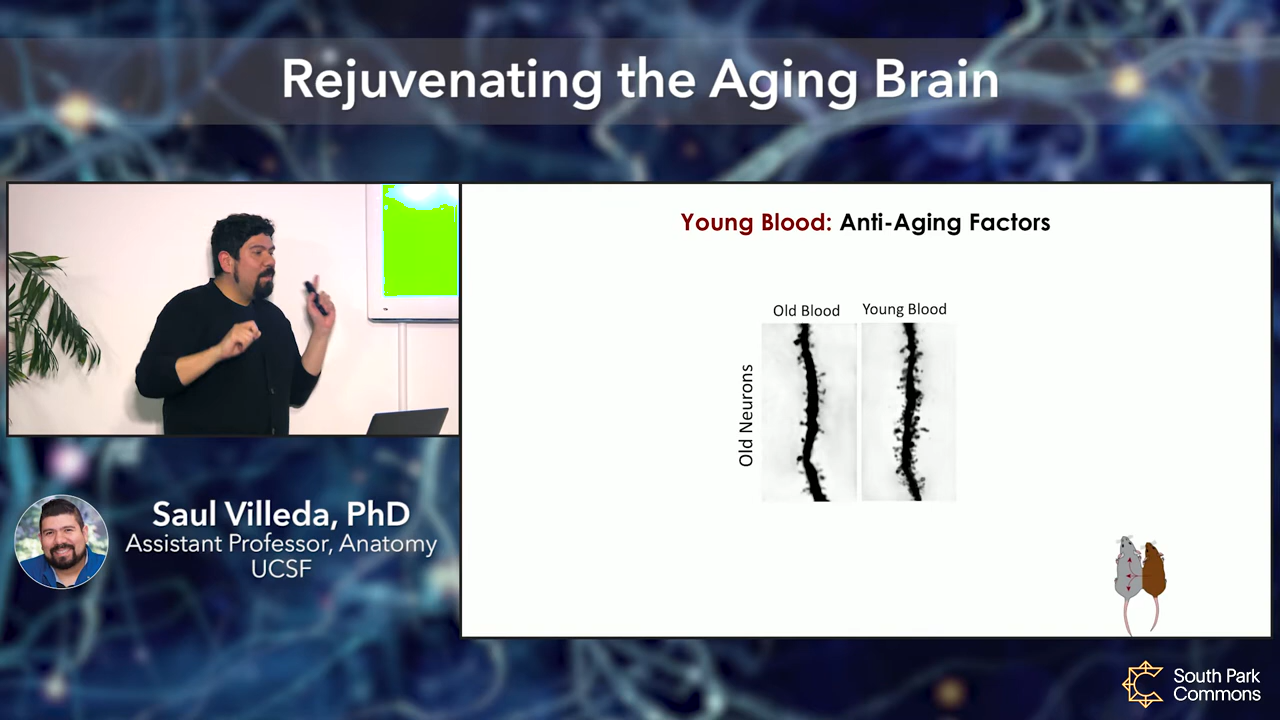 Rejuvenating the Aging Brain
Young Blood: Anti-Aging Factors
Old Blood
Young Blood
Old Neurons
Saul Villeda, PhD
Assistant Professor, Anatomy
UCSF
South Park
Commons